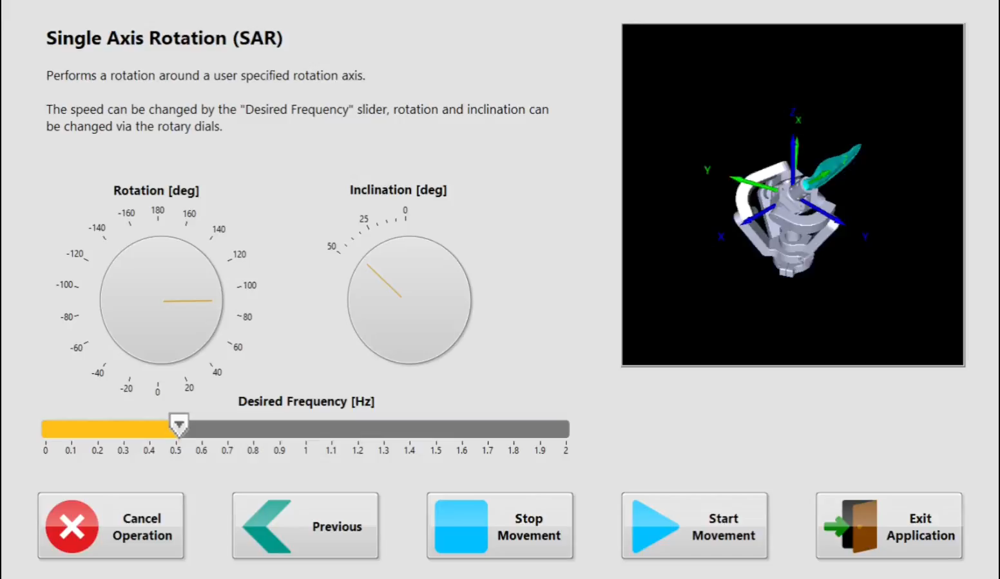 Single Axis Rotation (SAR)
Performs a rotation around a user specified rotation axis.
The speed can be changed by the "Desired Frequency" slider, rotation and inclination can
be changed via the rotary dials.
Rotation [deg]
-160 180 160
-140 140
-120 120
-100 100
-80 80
-60 60
-40 40
-20 0 20
Inclination [deg]
0
25
50
Z
X
Y
X
Y
Z
Desired Frequency [Hz]
0 0.1 0.2 0.3 0.4 0.5 0.6 0.7 0.8 0.9 1 1.1 1.2 1.3 1.4 1.5 1.6 1.7 1.8 1.9 2
Cancel
Operation
Previous
Stop
Movement
Start
Movement
Exit
Application